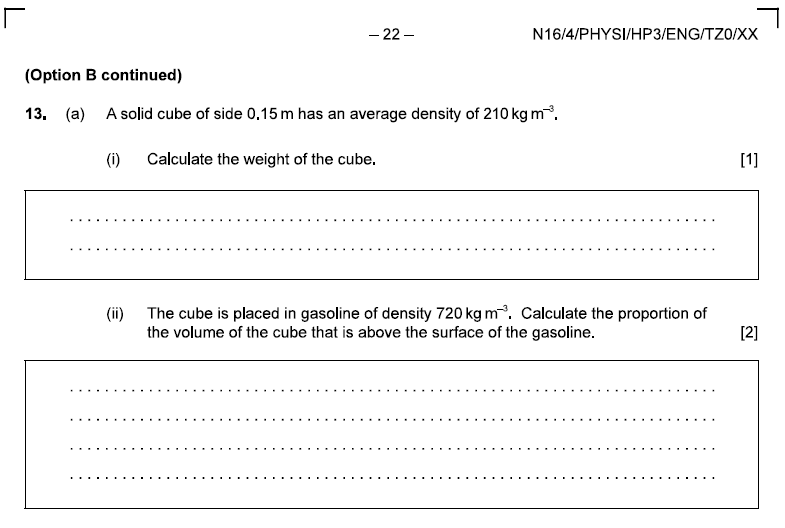 – 22 –
N16/4/PHYSI/HP3/ENG/TZ0/XX
(Option B continued)
13. (a) A solid cube of side 0.15 m has an average density of 210 kg m⁻³.
(i) Calculate the weight of the cube. [1]
(ii) The cube is placed in gasoline of density 720 kg m⁻³. Calculate the proportion of
the volume of the cube that is above the surface of the gasoline. [2]